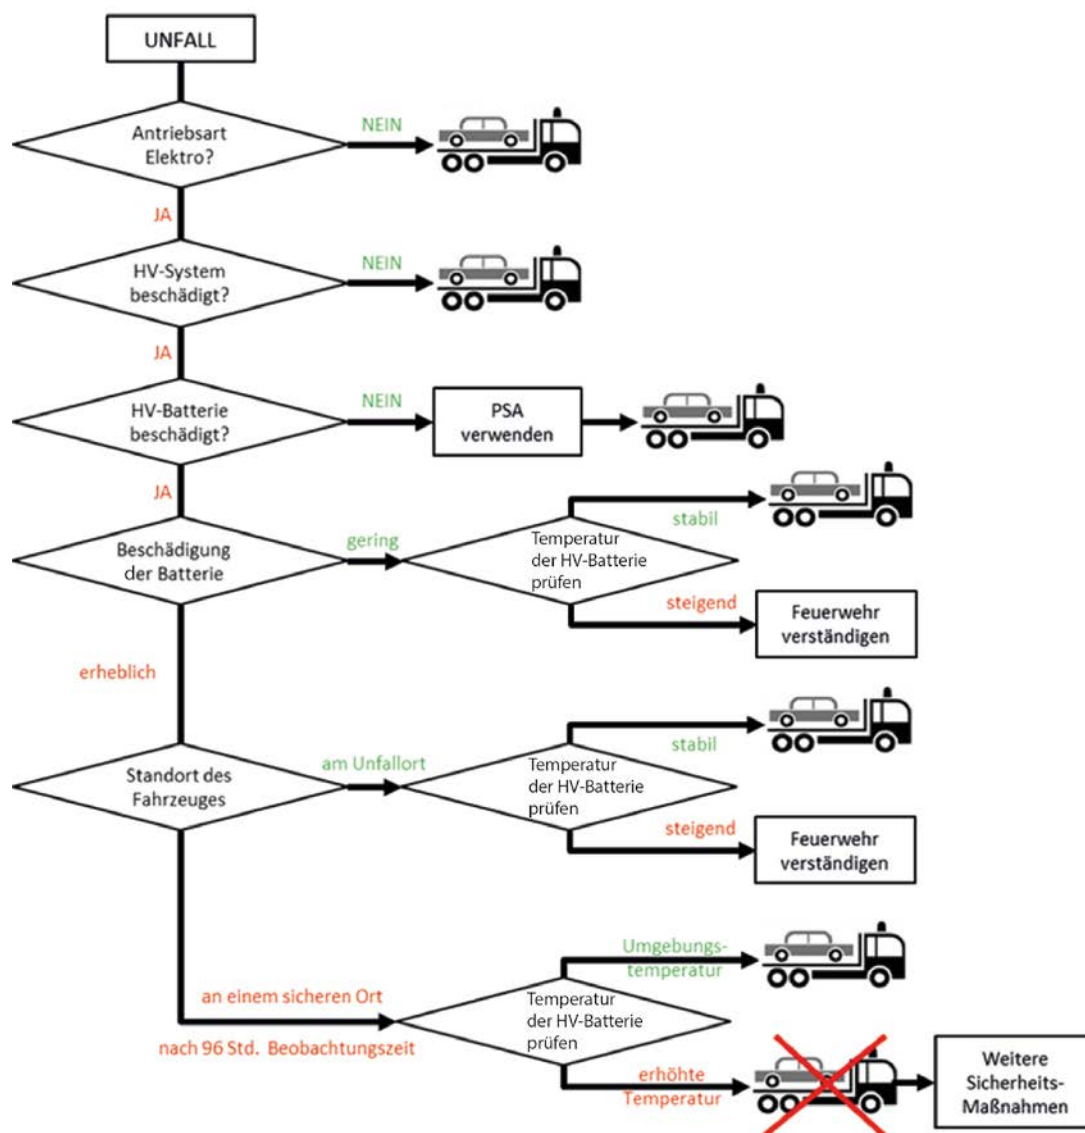 UNFALL
Antriebsart
Elektro?
NEIN
JA
HV-System
beschädigt?
NEIN
JA
HV-Batterie
beschädigt?
NEIN
PSA
verwenden
JA
Beschädigung
der Batterie
gering
Temperatur
der HV-Batterie
prüfen
stabil
steigend
Feuerwehr
verständigen
erheblich
Standort des
Fahrzeuges
am Unfallort
Temperatur
der HV-Batterie
prüfen
stabil
steigend
Feuerwehr
verständigen
an einem sicheren Ort
nach 96 Std. Beobachtungszeit
Temperatur
der HV-Batterie
prüfen
Umgebungs-
temperatur
erhöhte
Temperatur
Weitere
Sicherheits-
Maßnahmen